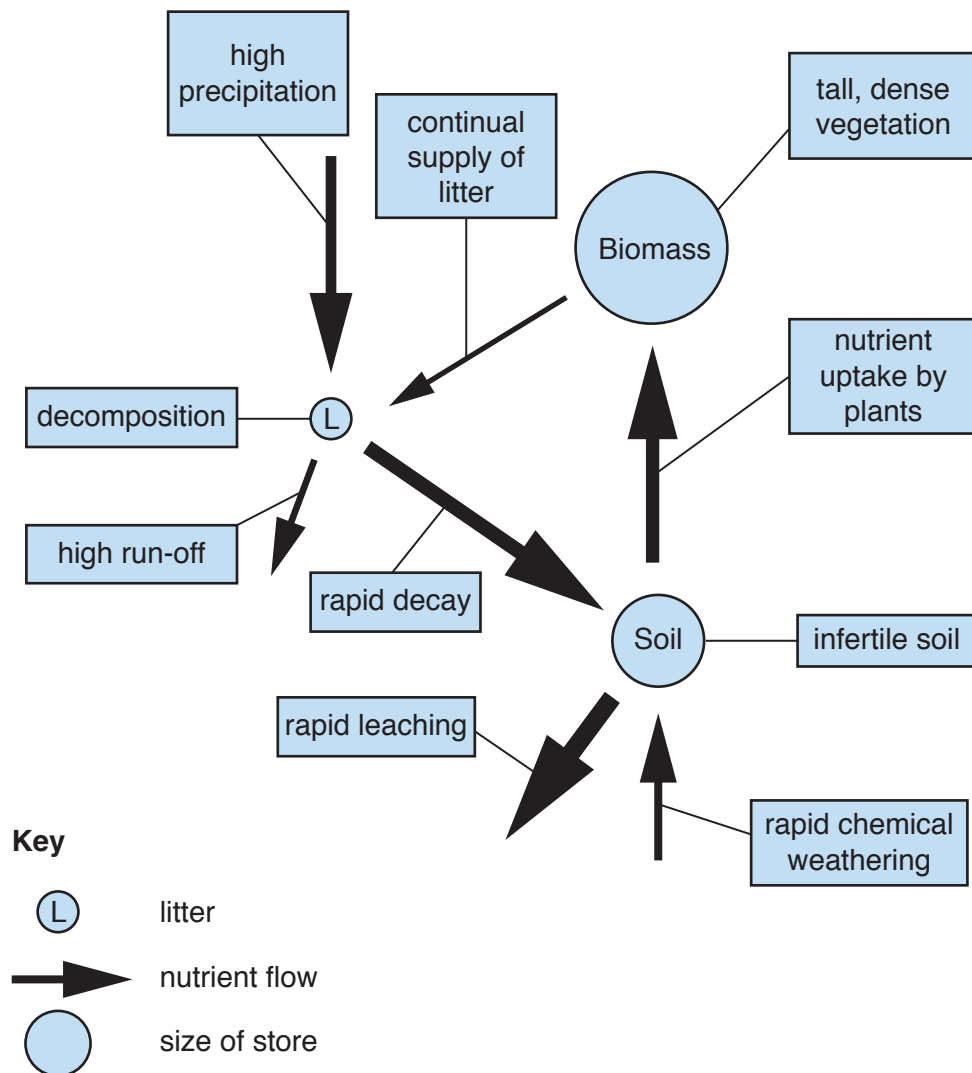 high
precipitation
continual
supply of
litter
tall, dense
vegetation
Biomass
nutrient
uptake by
plants
decomposition
L
high run-off
rapid decay
Soil
infertile soil
rapid leaching
rapid chemical
weathering
Key
L
litter
nutrient flow
size of store